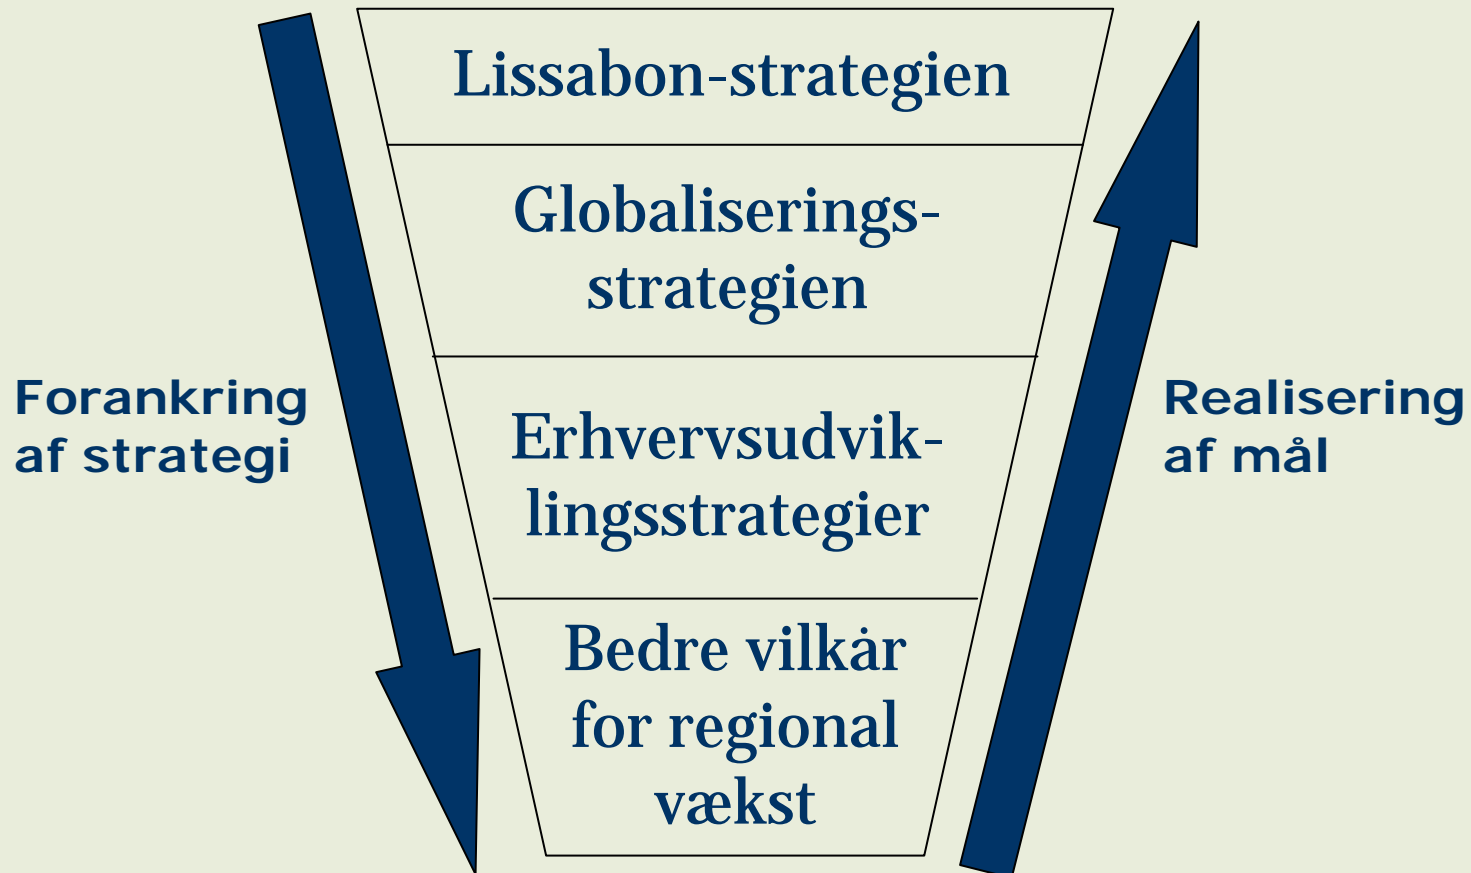 Lissabon-strategien
Globaliserings-
strategien
Erhvervsudvik-
lingsstrategier
Bedre vilkår
for regional
vækst
Forankring
af strategi
Realisering
af mål